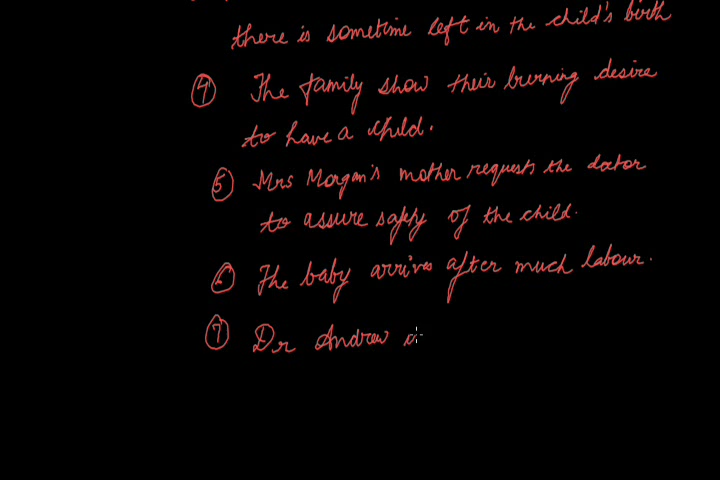 there is sometime left in the child's birth
④ The family show their burning desire
to have a child.
⑤ Mrs Morgan's mother requests the doctor
to assure safety of the child.
⑥ The baby arrives after much labour.
⑦ Dr Andrew